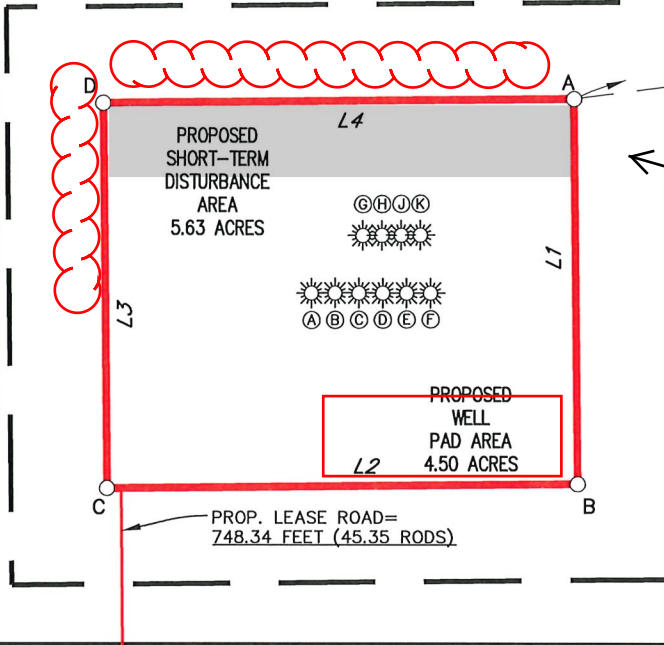 D
A
L4
PROPOSED
SHORT-TERM
DISTURBANCE
AREA
5.63 ACRES
G H J K
L1
L3
A B C D E F
PROPOSED
WELL
PAD AREA
4.50 ACRES
L2
C
B
PROP. LEASE ROAD=
748.34 FEET (45.35 RODS)